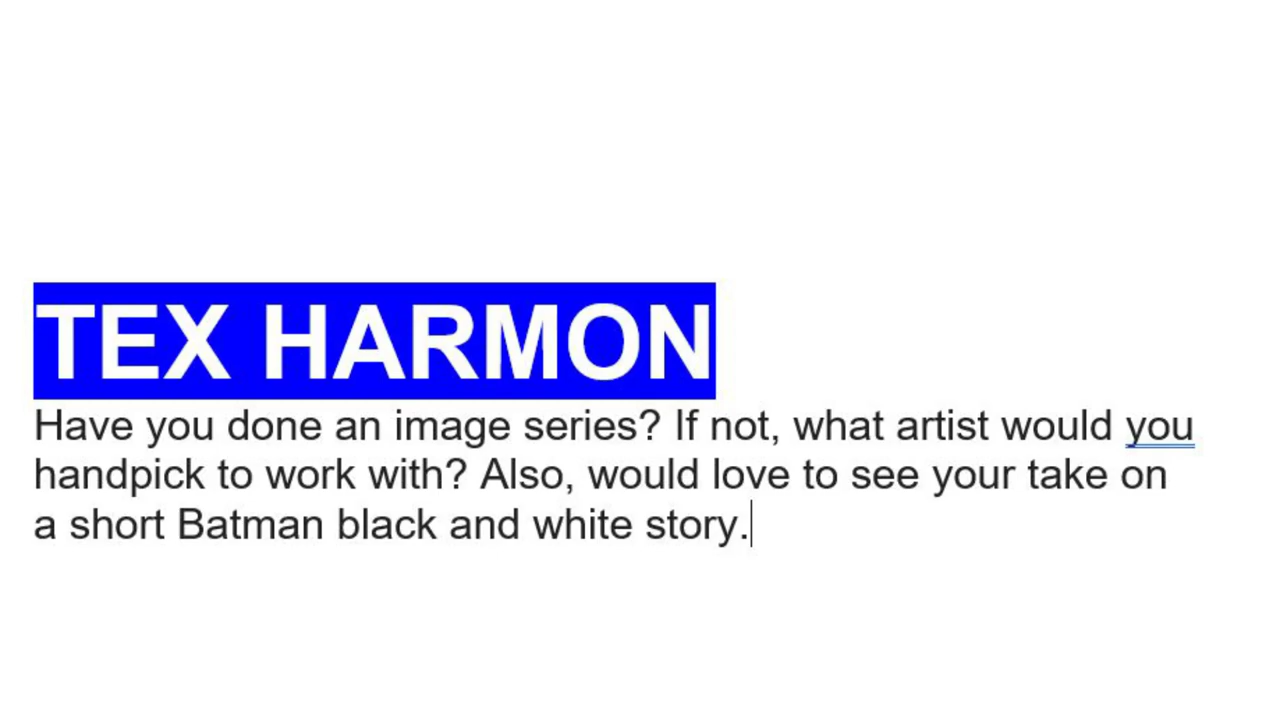 TEX HARMON
Have you done an image series? If not, what artist would you
handpick to work with? Also, would love to see your take on
a short Batman black and white story.